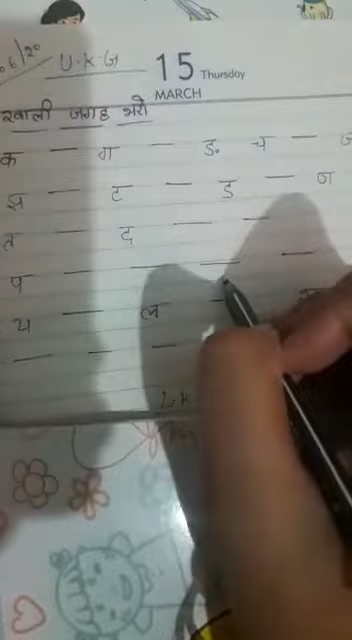 U.K.G 15 Thursday
MARCH
खाली जगह भरो
क — ग — ङ च — ज
झ — ट — ड — ण
त — द — —
प — — — —
य — ल —
— — —